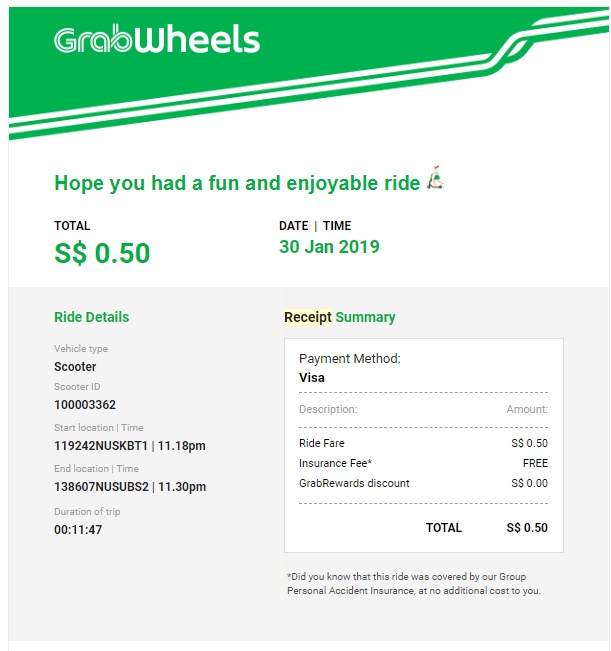 GrabWheels
Hope you had a fun and enjoyable ride
TOTAL
S$ 0.50
DATE | TIME
30 Jan 2019
Ride Details
Vehicle type
Scooter
Scooter ID
100003362
Start location | Time
119242NUSKBT1 | 11.18pm
End location | Time
138607NUSUBS2 | 11.30pm
Duration of trip
00:11:47
Receipt Summary
Payment Method:
Visa
Description: Amount:
Ride Fare S$ 0.50
Insurance Fee* FREE
GrabRewards discount S$ 0.00
TOTAL S$ 0.50
*Did you know that this ride was covered by our Group
Personal Accident Insurance, at no additional cost to you.